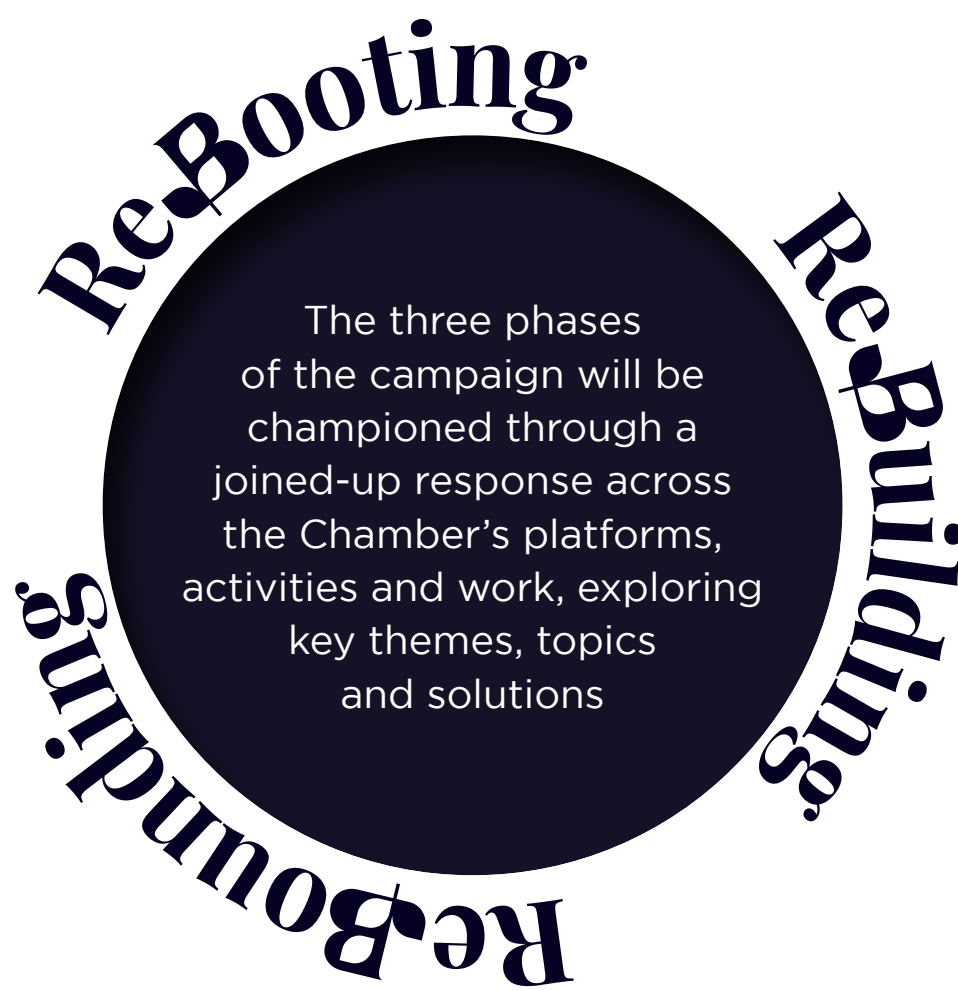 ReBooting
ReBuilding
ReBounding
The three phases
of the campaign will be
championed through a
joined-up response across
the Chamber’s platforms,
activities and work, exploring
key themes, topics
and solutions